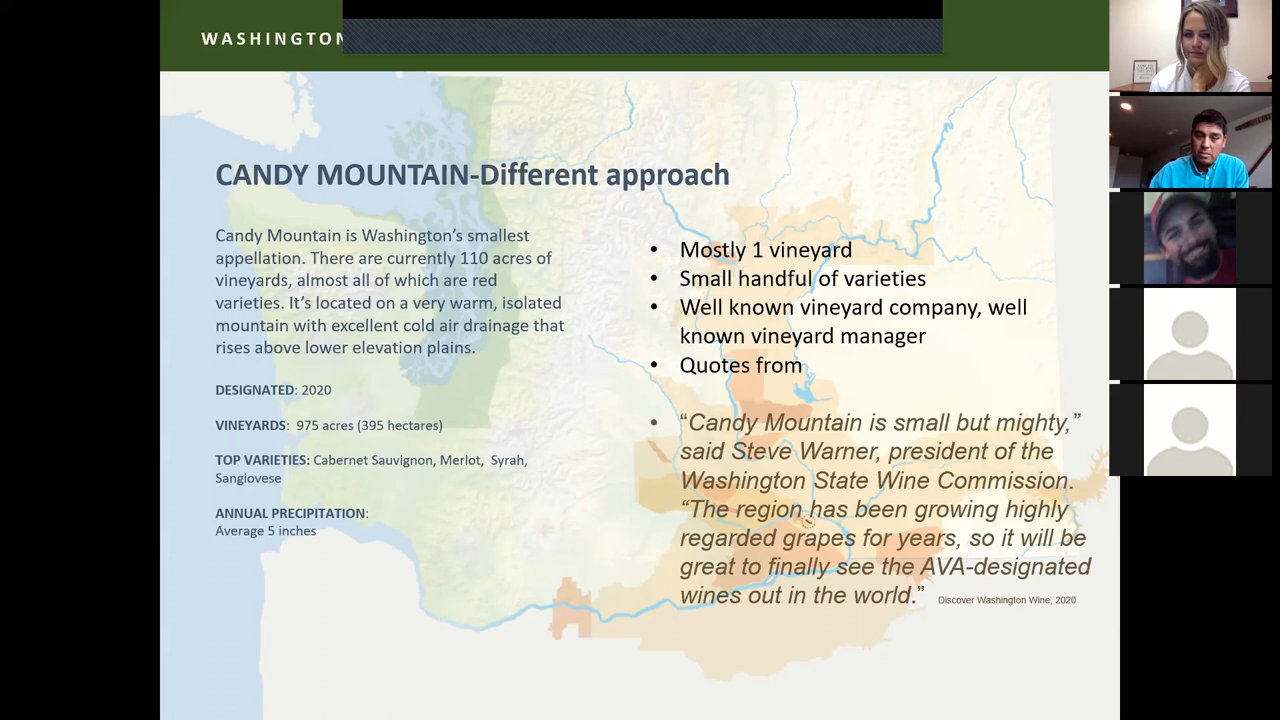 WASHINGTON
CANDY MOUNTAIN-Different approach
Candy Mountain is Washington’s smallest
appellation. There are currently 110 acres of
vineyards, almost all of which are red
varieties. It’s located on a very warm, isolated
mountain with excellent cold air drainage that
rises above lower elevation plains.
DESIGNATED: 2020
VINEYARDS: 975 acres (395 hectares)
TOP VARIETIES: Cabernet Sauvignon, Merlot, Syrah,
Sangiovese
ANNUAL PRECIPITATION:
Average 5 inches
• Mostly 1 vineyard
• Small handful of varieties
• Well known vineyard company, well
known vineyard manager
• Quotes from
• “Candy Mountain is small but mighty,”
said Steve Warner, president of the
Washington State Wine Commission.
“The region has been growing highly
regarded grapes for years, so it will be
great to finally see the AVA-designated
wines out in the world.” Discover Washington Wine, 2020